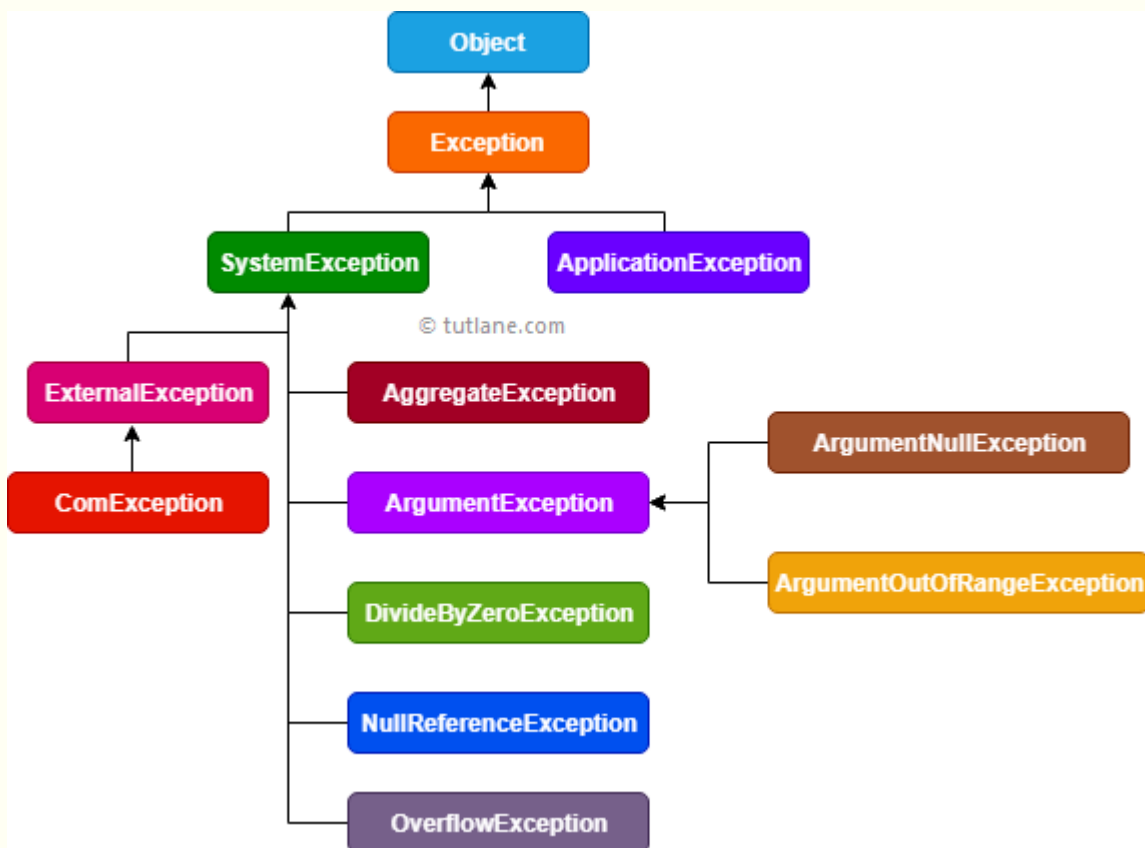 Object
Exception
SystemException
ApplicationException
© tutlane.com
ExternalException
AggregateException
ArgumentNullException
ComException
ArgumentException
ArgumentOutOfRangeException
DivideByZeroException
NullReferenceException
OverflowException